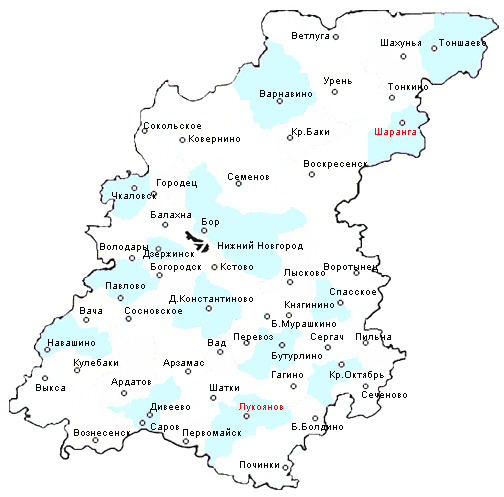 Ветлуга
Шахунья
Тоншаево
Урень
Варнавино
Тонкино
Сокольское
Ковернино
Кр.Баки
Шаранга
Воскресенск
Семенов
Городец
Чкаловск
Балахна
Бор
Володары
Нижний Новгород
Дзержинск
Богородск
Кстово
Лысково
Воротынец
Павлово
Д.Константиново
Княгинино
Спасское
Вача
Сосновское
Б.Мурашкино
Навашино
Вад
Перевоз
Сергач
Пильна
Бутурлино
Кулебаки
Арзамас
Гагино
Кр.Октябрь
Выкса
Ардатов
Шатки
Сеченово
Дивеево
Лукоянов
Саров
Б.Болдино
Вознесенск
Первомайск
Починки